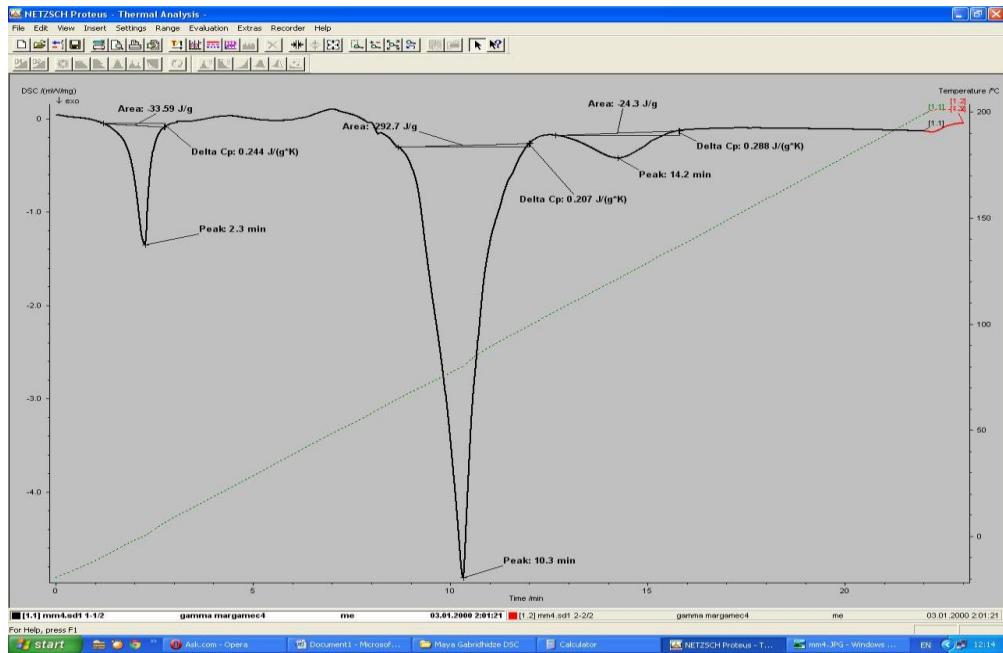 NETZSCH Proteus - Thermal Analysis -
File Edit View Insert Settings Range Evaluation Extras Recorder Help
DSC /(mW/mg)
↓ exo
Temperature /°C
Area: -33.59 J/g
Area: -292.7 J/g
Area: -24.3 J/g
[1.1]
[1.2]
[1.1]
Delta Cp: 0.244 J/(g*K)
Delta Cp: 0.207 J/(g*K)
Delta Cp: 0.288 J/(g*K)
Peak: 14.2 min
Peak: 2.3 min
Peak: 10.3 min
0
-1.0
-2.0
-3.0
-4.0
200
150
100
50
0
0 5 10 15 20
Time /min
[1.1] mm4.sd1 1-1/2 gamma margamec4 me 03.01.2000 2:01:21 [1.2] mm4.sd1 2-2/2 gamma margamec4 me 03.01.2000 2:01:21
For Help, press F1
start Ask.com - Opera Document1 - Microsof... Maya Gabridhidze DSC Calculator NETZSCH Proteus - T... mm4.JPG - Windows ... EN 12:14